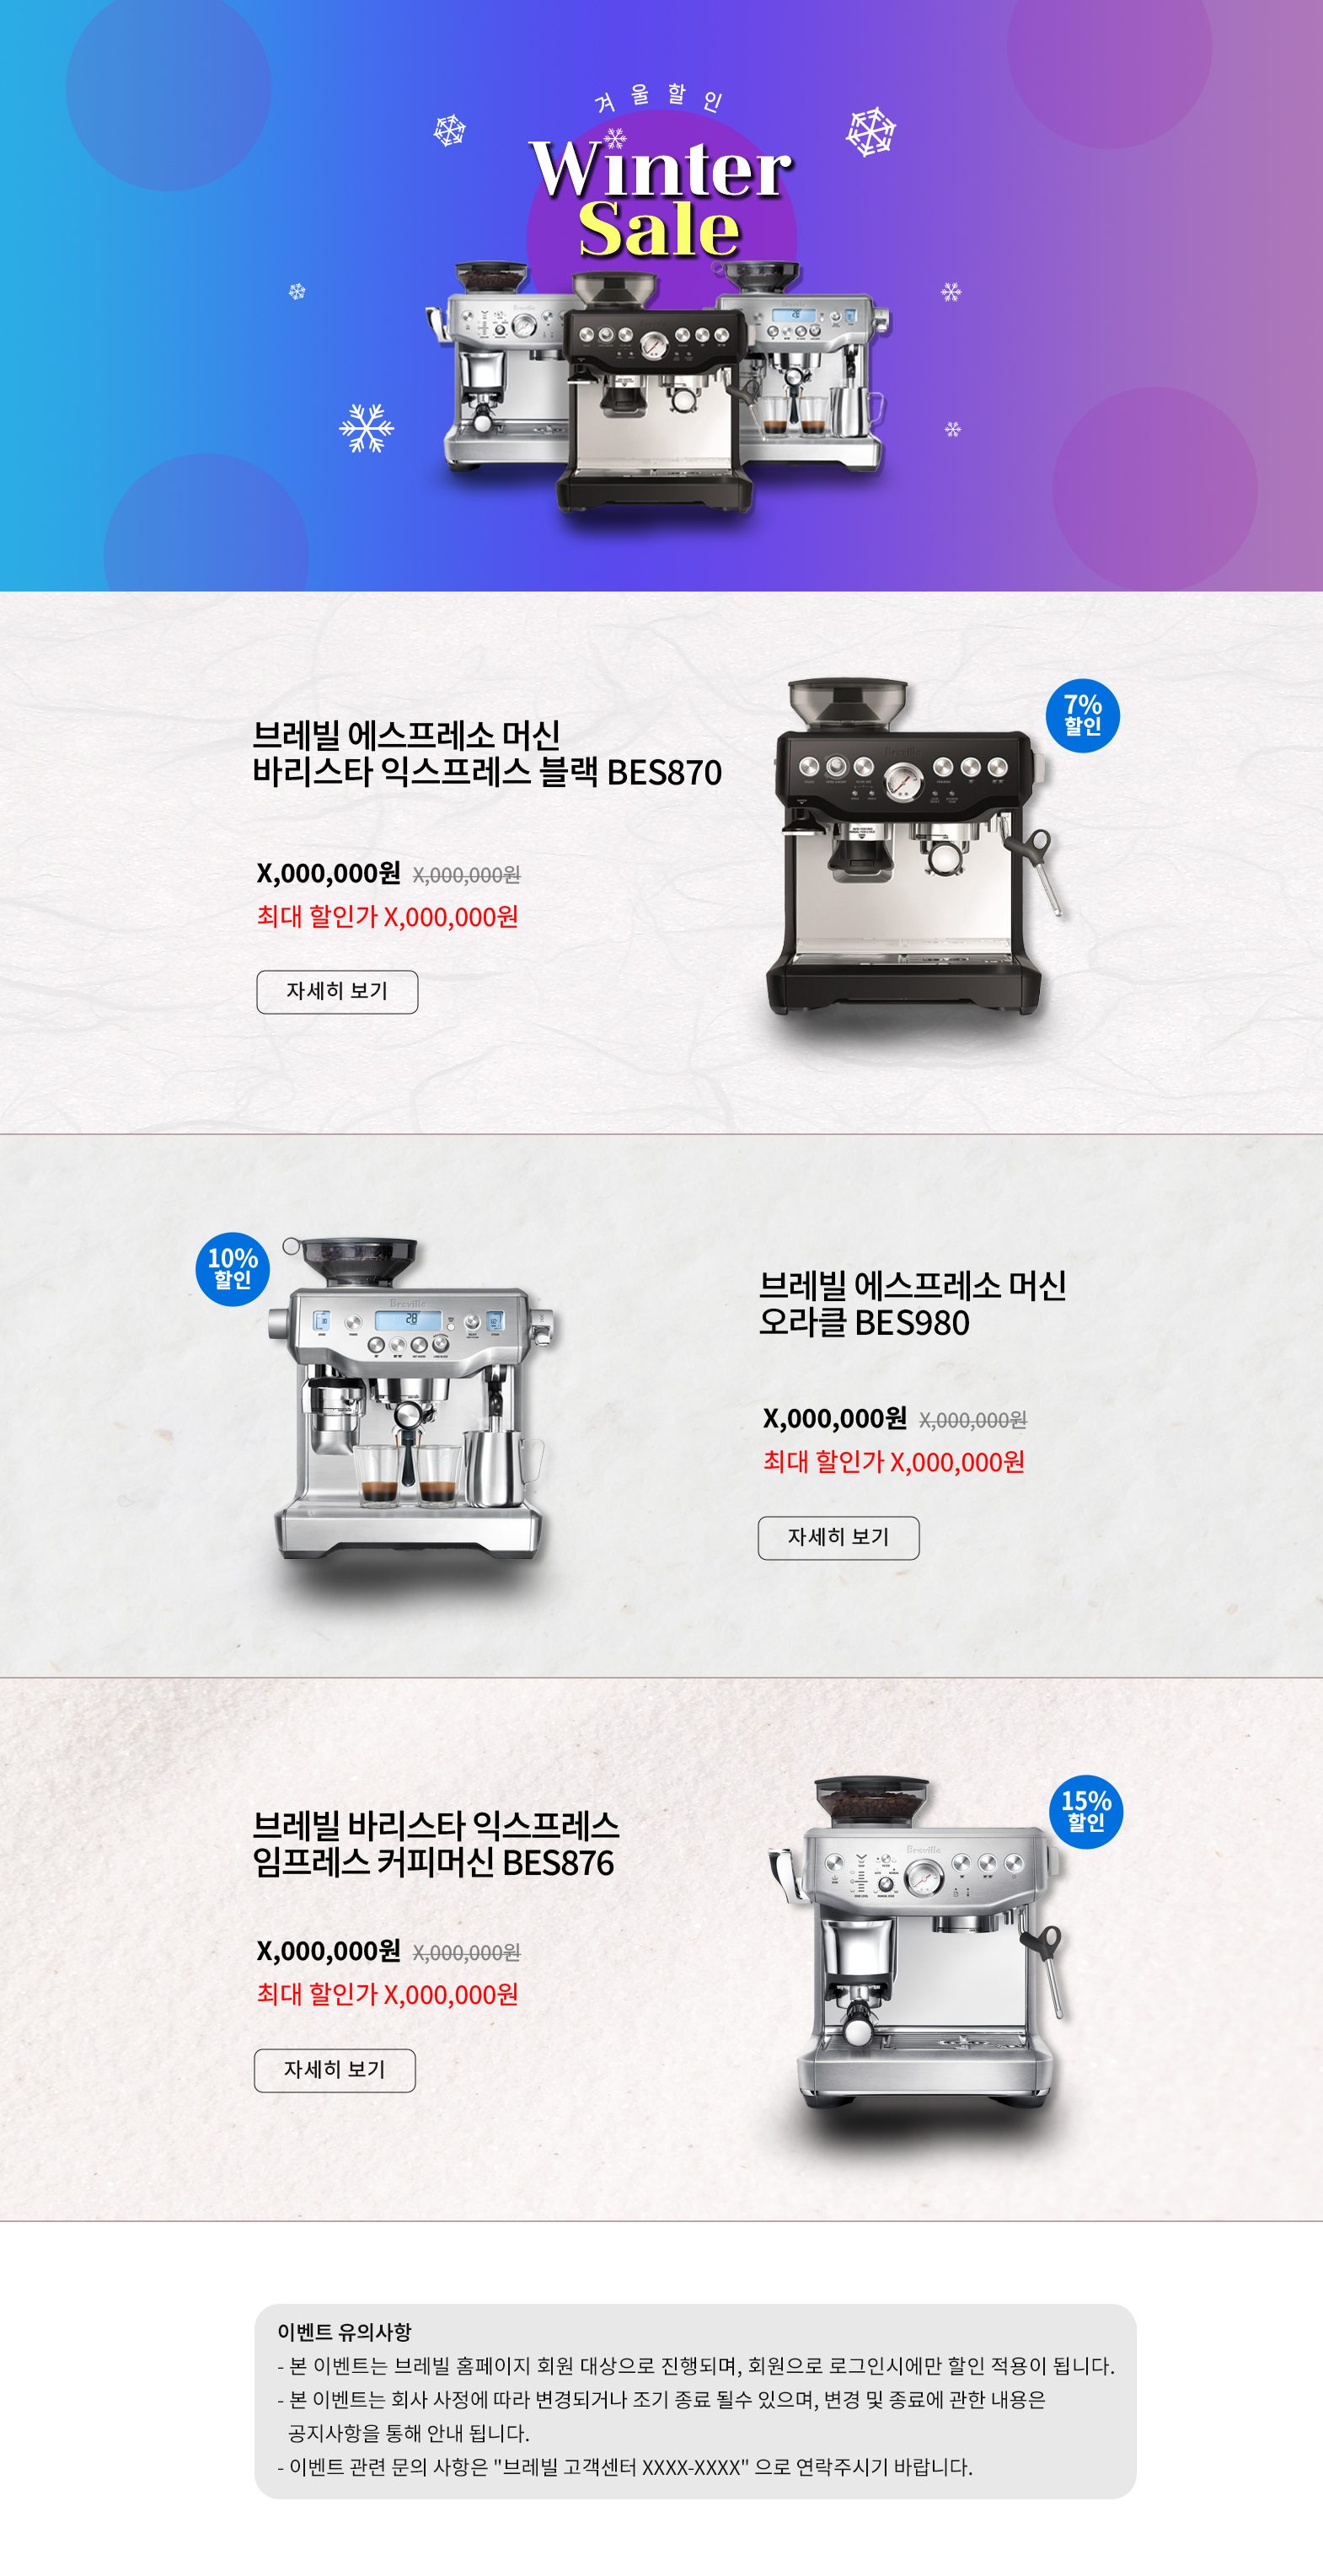 겨울할인
Winter
Sale
브레빌 에스프레소 머신
바리스타 익스프레스 블랙 BES870
7%
할인
X,000,000원 X,000,000원
최대 할인가 X,000,000원
자세히 보기
10%
할인
Breville
브레빌 에스프레소 머신
오라클 BES980
X,000,000원 X,000,000원
최대 할인가 X,000,000원
자세히 보기
브레빌 바리스타 익스프레스
임프레스 커피머신 BES876
15%
할인
Breville
X,000,000원 X,000,000원
최대 할인가 X,000,000원
자세히 보기
이벤트 유의사항
- 본 이벤트는 브레빌 홈페이지 회원 대상으로 진행되며, 회원으로 로그인시에만 할인 적용이 됩니다.
- 본 이벤트는 회사 사정에 따라 변경되거나 조기 종료 될수 있으며, 변경 및 종료에 관한 내용은
공지사항을 통해 안내 됩니다.
- 이벤트 관련 문의 사항은 "브레빌 고객센터 XXXX-XXXX" 으로 연락주시기 바랍니다.